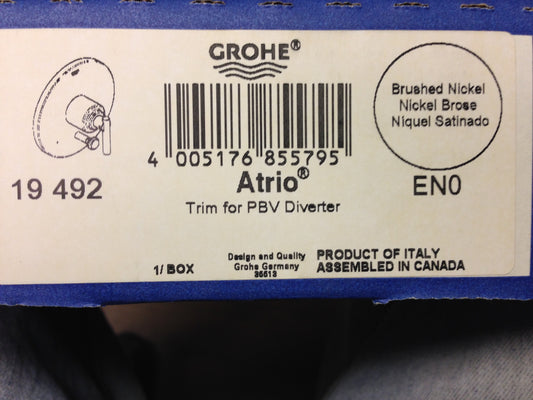 GROHE®
Brushed Nickel
Nickel Brose
Niquel Satinado
4 005176 855795
19 492
Atrio®
EN0
Trim for PBV Diverter
1/ BOX
Design and Quality
Grohe Germany
35513
PRODUCT OF ITALY
ASSEMBLED IN CANADA